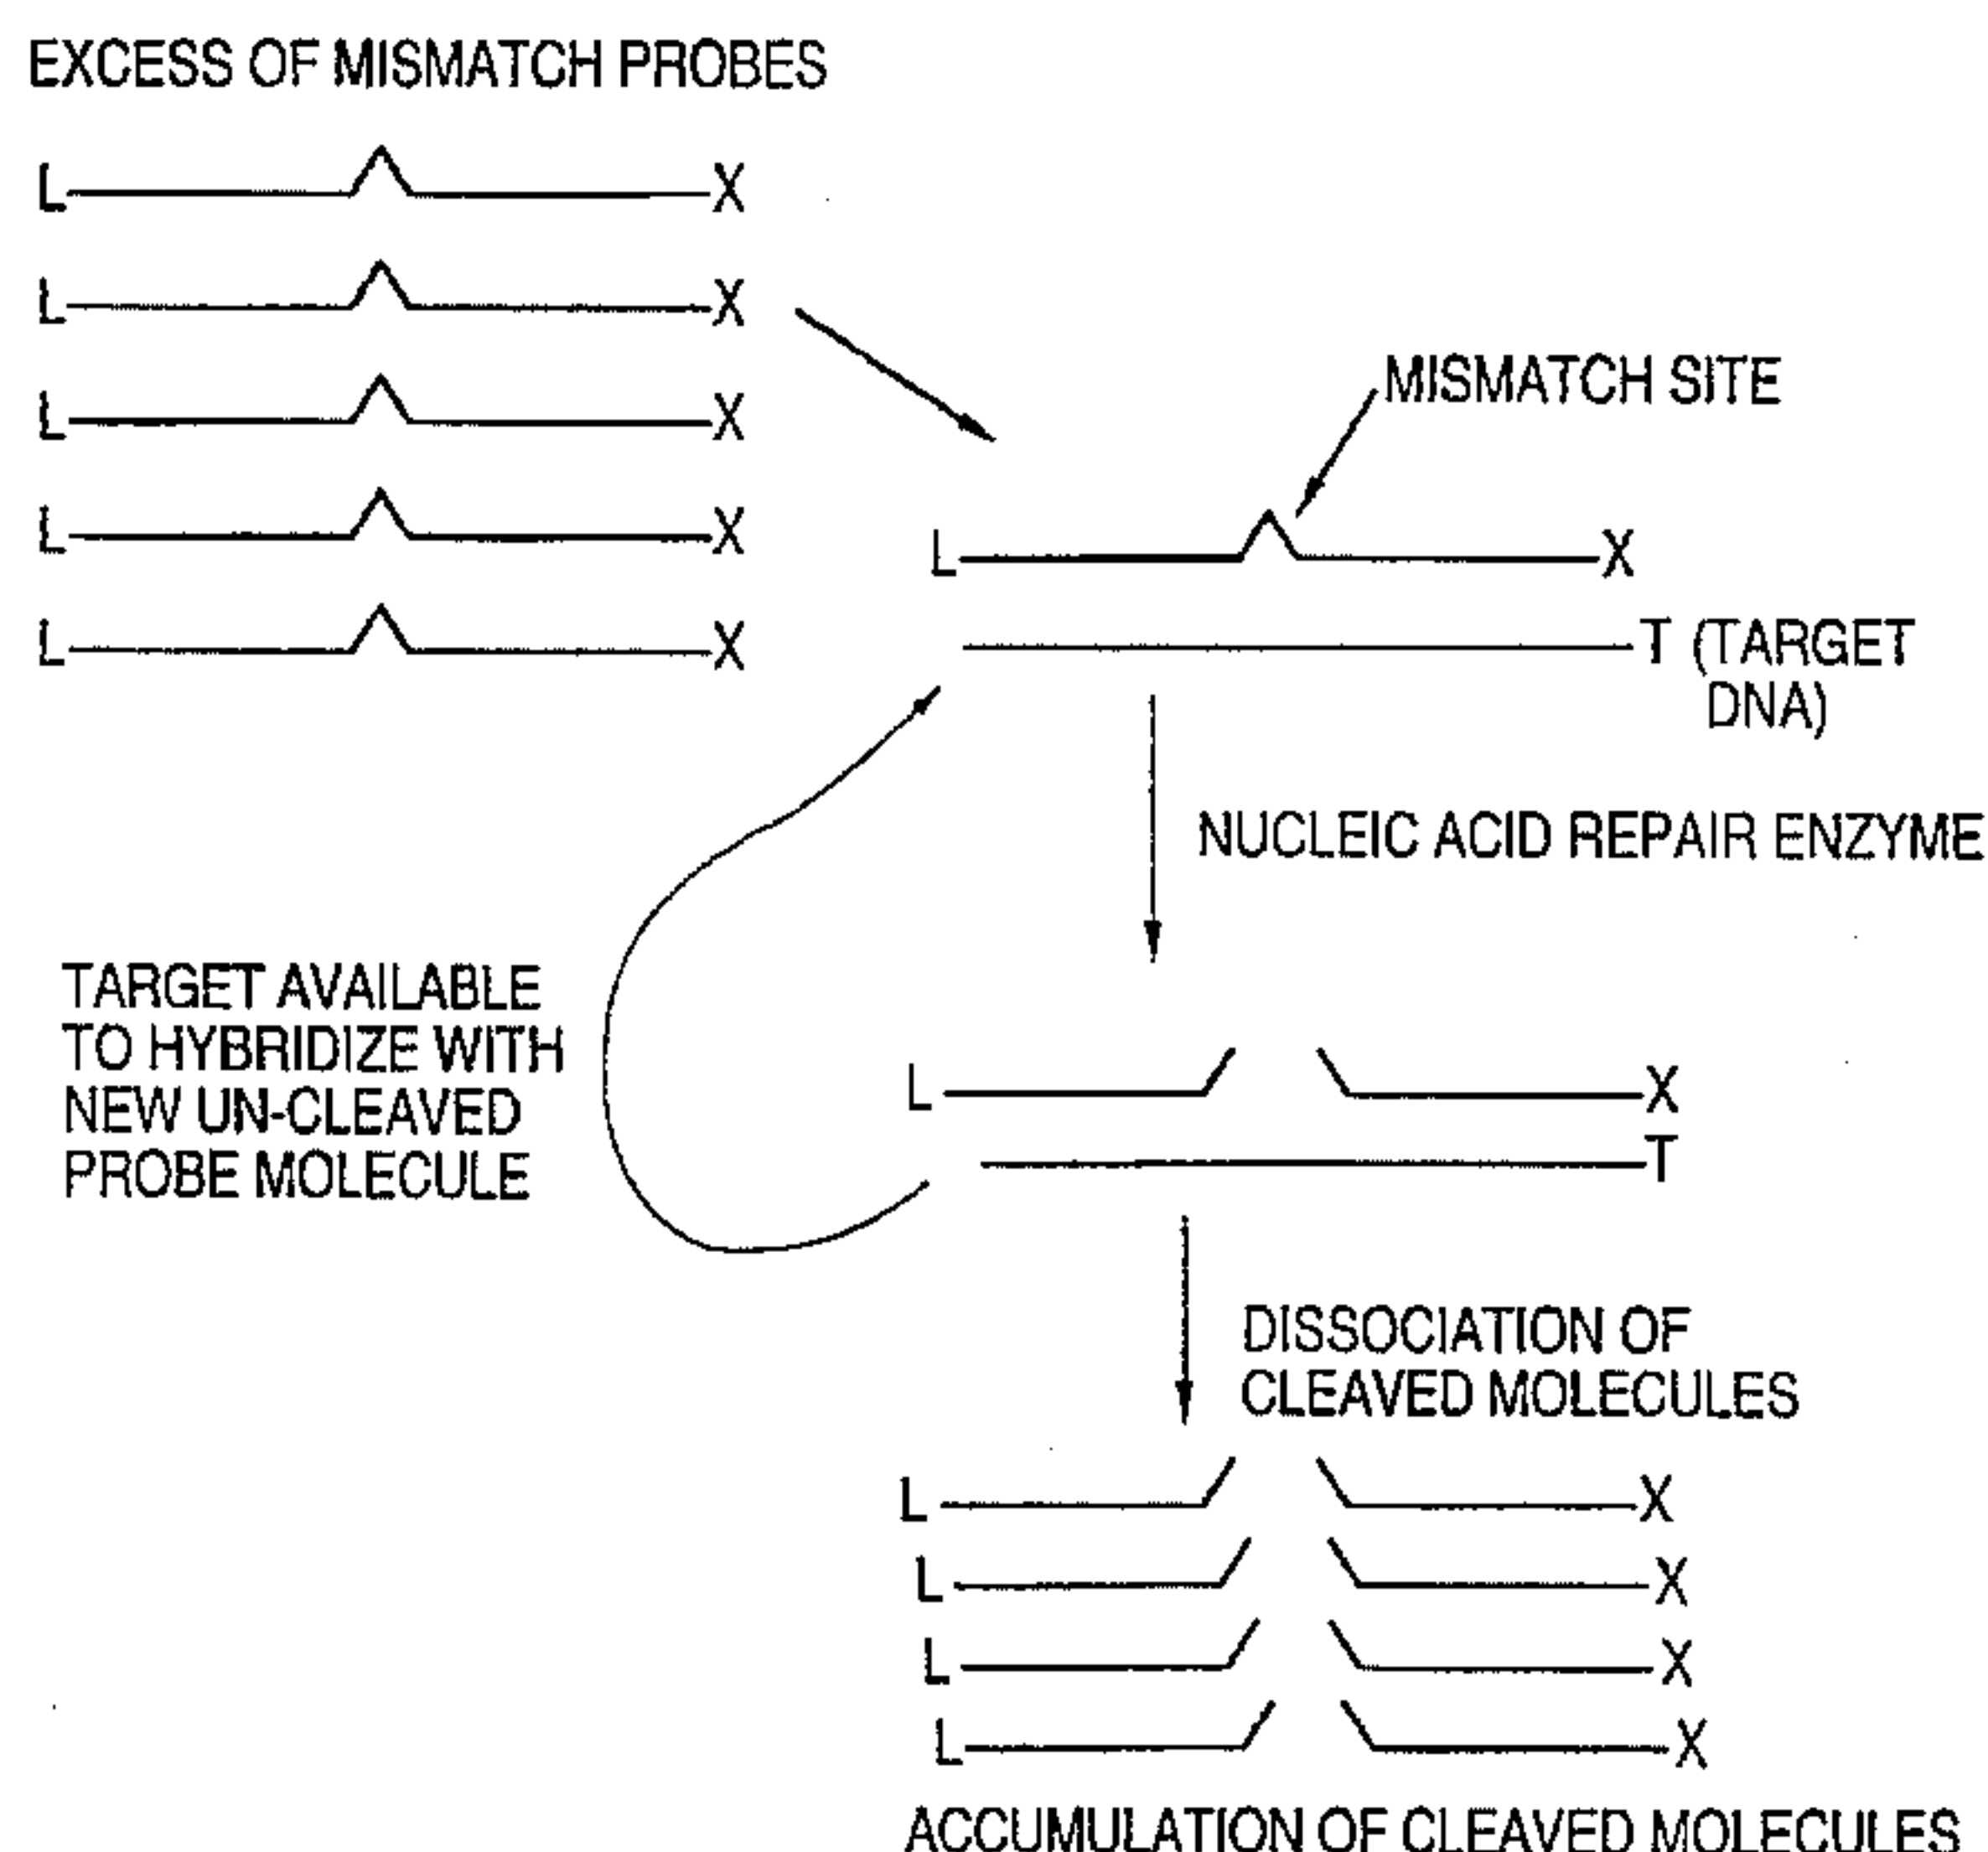 EXCESS OF MISMATCH PROBES
L X
L X
L X
L X
L X
MISMATCH SITE
L X
T (TARGET
DNA)
NUCLEIC ACID REPAIR ENZYME
TARGET AVAILABLE
TO HYBRIDIZE WITH
NEW UN-CLEAVED
PROBE MOLECULE
L X
T
DISSOCIATION OF
CLEAVED MOLECULES
L X
L X
L X
L X
ACCUMULATION OF CLEAVED MOLECULES